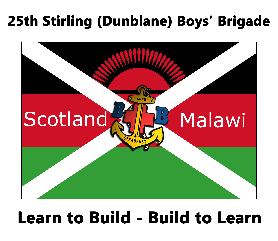 25th Stirling (Dunblane) Boys' Brigade
Scotland Malawi
B B
Learn to Build - Build to Learn